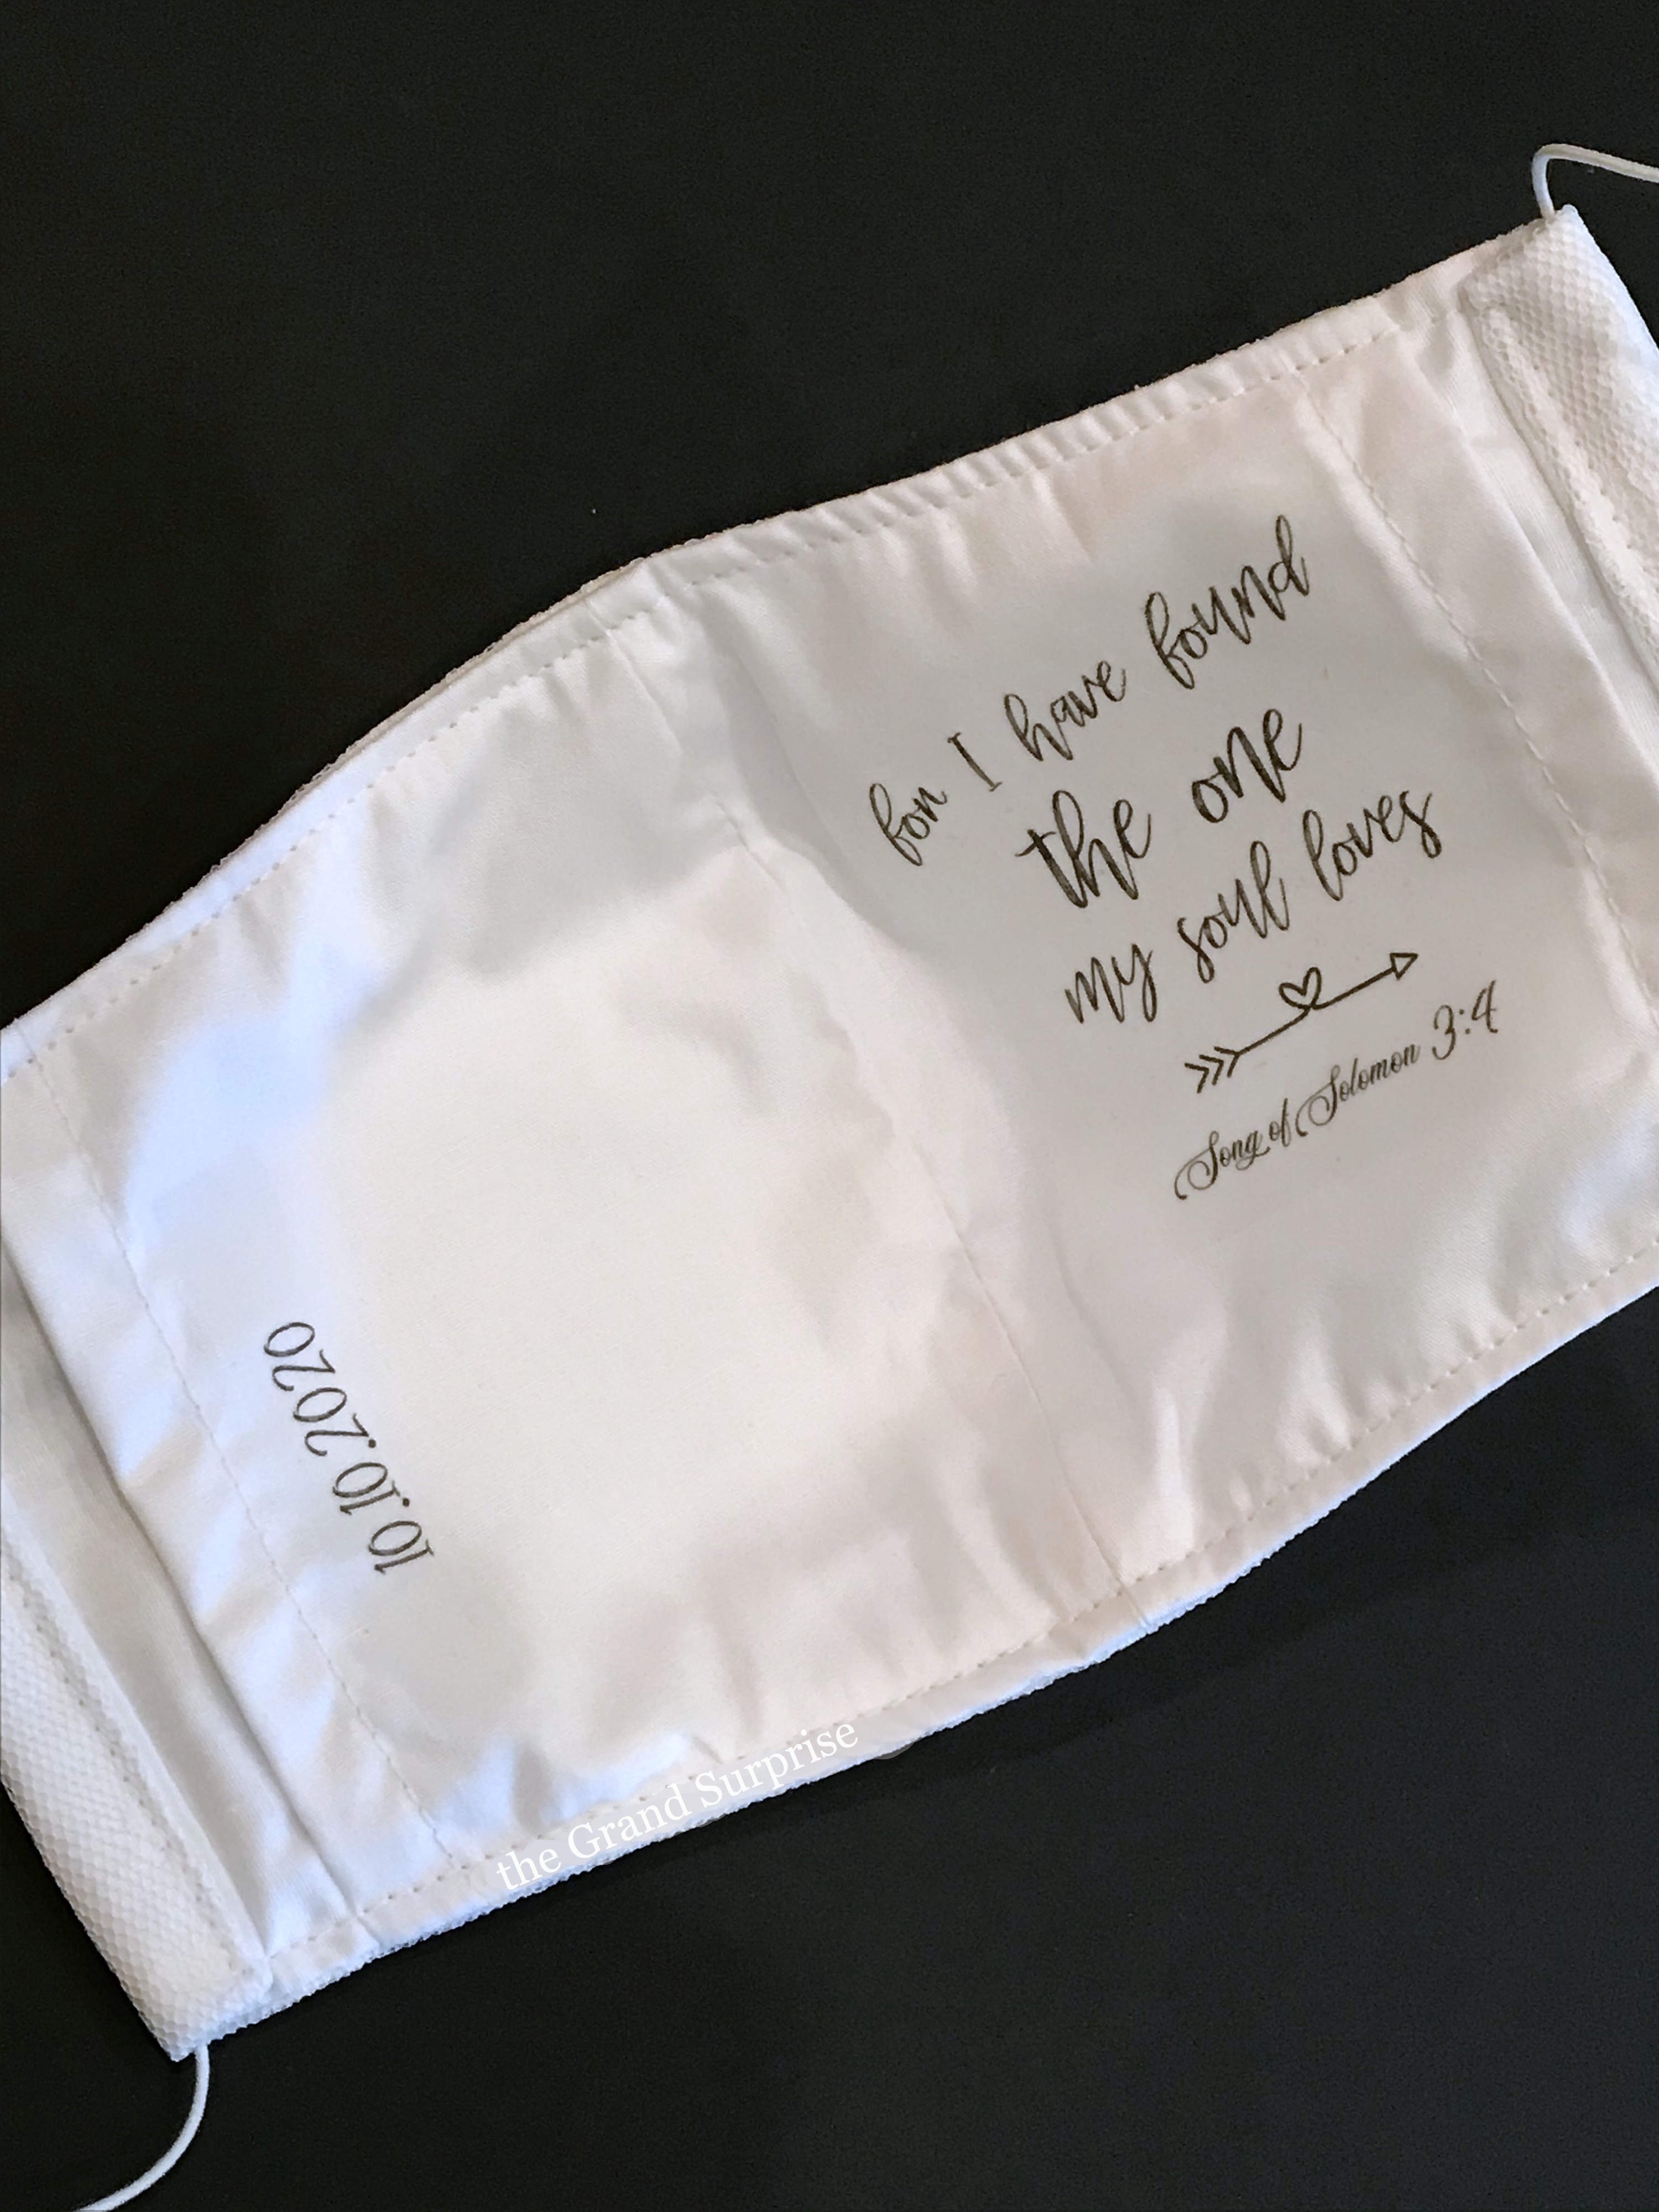 for I have found
the one
my soul loves
Song of Solomon 3:4
10.10.2020
the Grand Surprise